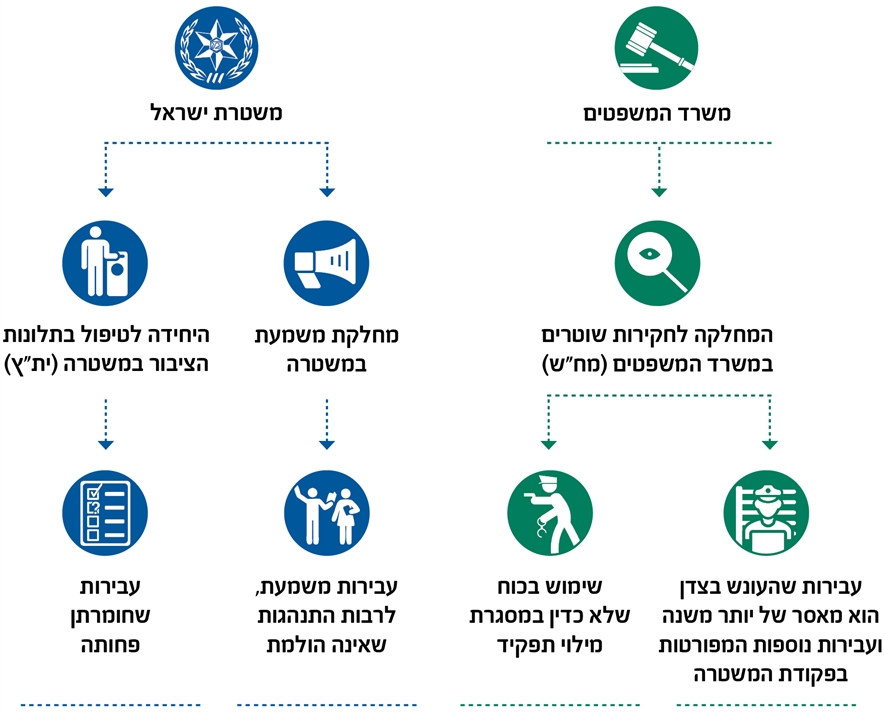 משרד המשפטים
משטרת ישראל
המחלקה לחקירות שוטרים
במשרד המשפטים (מח"ש)
מחלקת משמעת
במשטרה
היחידה לטיפול בתלונות
הציבור במשטרה (ית"ץ)
עבירות שהעונש בצדן
הוא מאסר של יותר משנה
ועבירות נוספות המפורטות
בפקודת המשטרה
שימוש בכוח
שלא כדין במסגרת
מילוי תפקיד
עבירות משמעת,
לרבות התנהגות
שאינה הולמת
עבירות
שחומרתן
פחותה